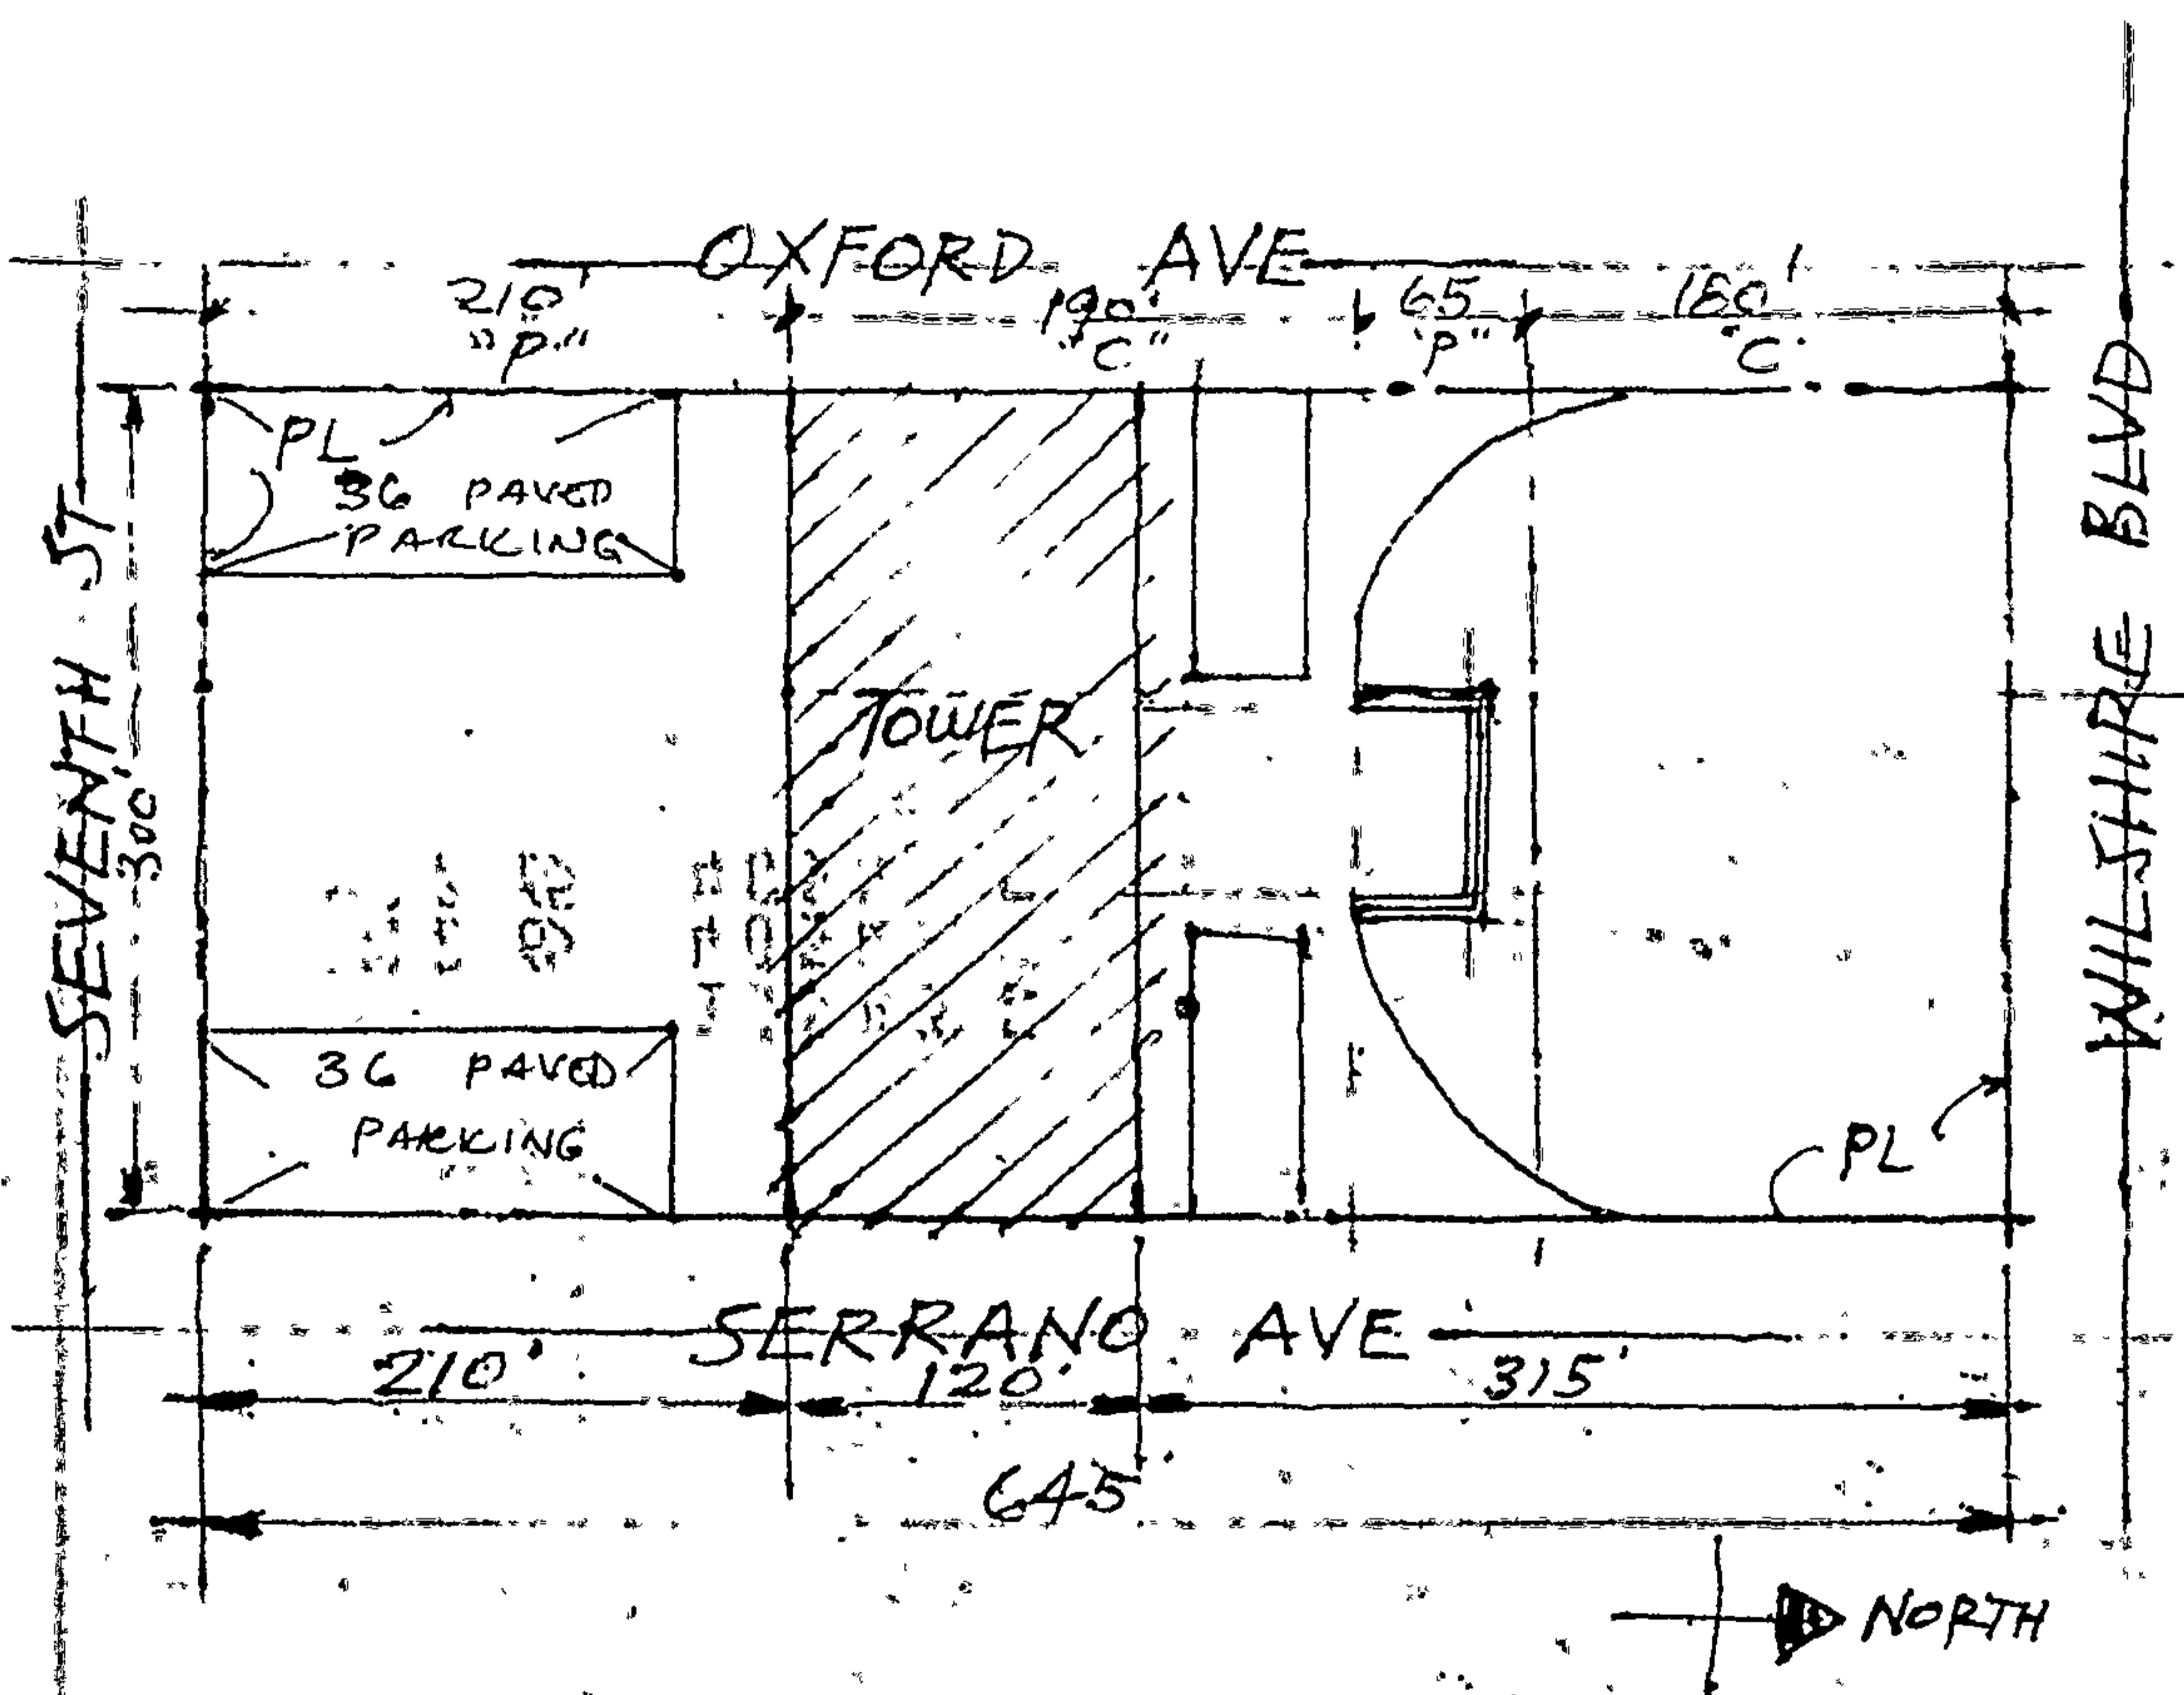 OXFORD AVE
210'
"P"
190'
"C"
65
"P"
180'
"C"
PL
36 PAVED
PARKING
SEVENTH ST
300
TOWER
WILSHIRE BLVD
36 PAVED
PARKING
PL
SERRANO AVE
210'
120'
315'
645'
NORTH